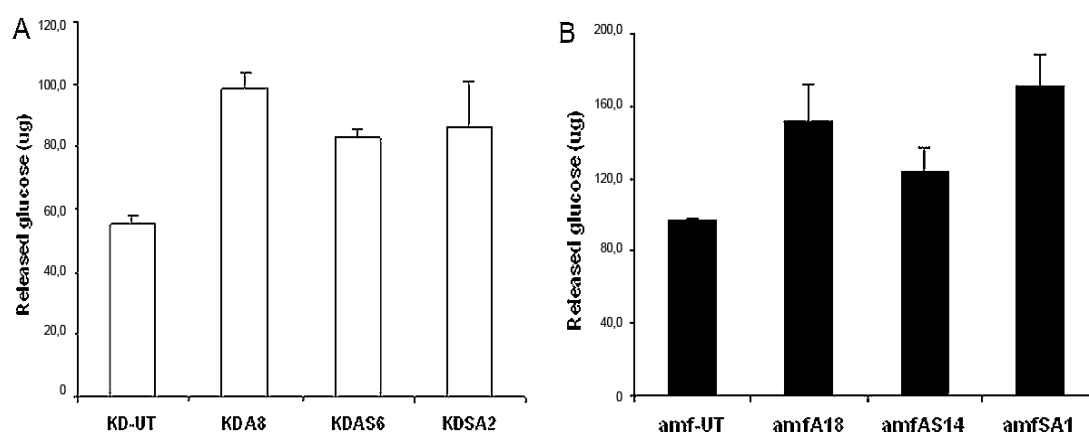 A
Released glucose (ug)
120,0
100,0
80,0
60,0
40,0
20,0
0
KD-UT KDA8 KDAS6 KDSA2
B
Released glucose (ug)
200,0
160,0
120,0
80,0
40,0
0,0
amf-UT amfA18 amfAS14 amfSA1